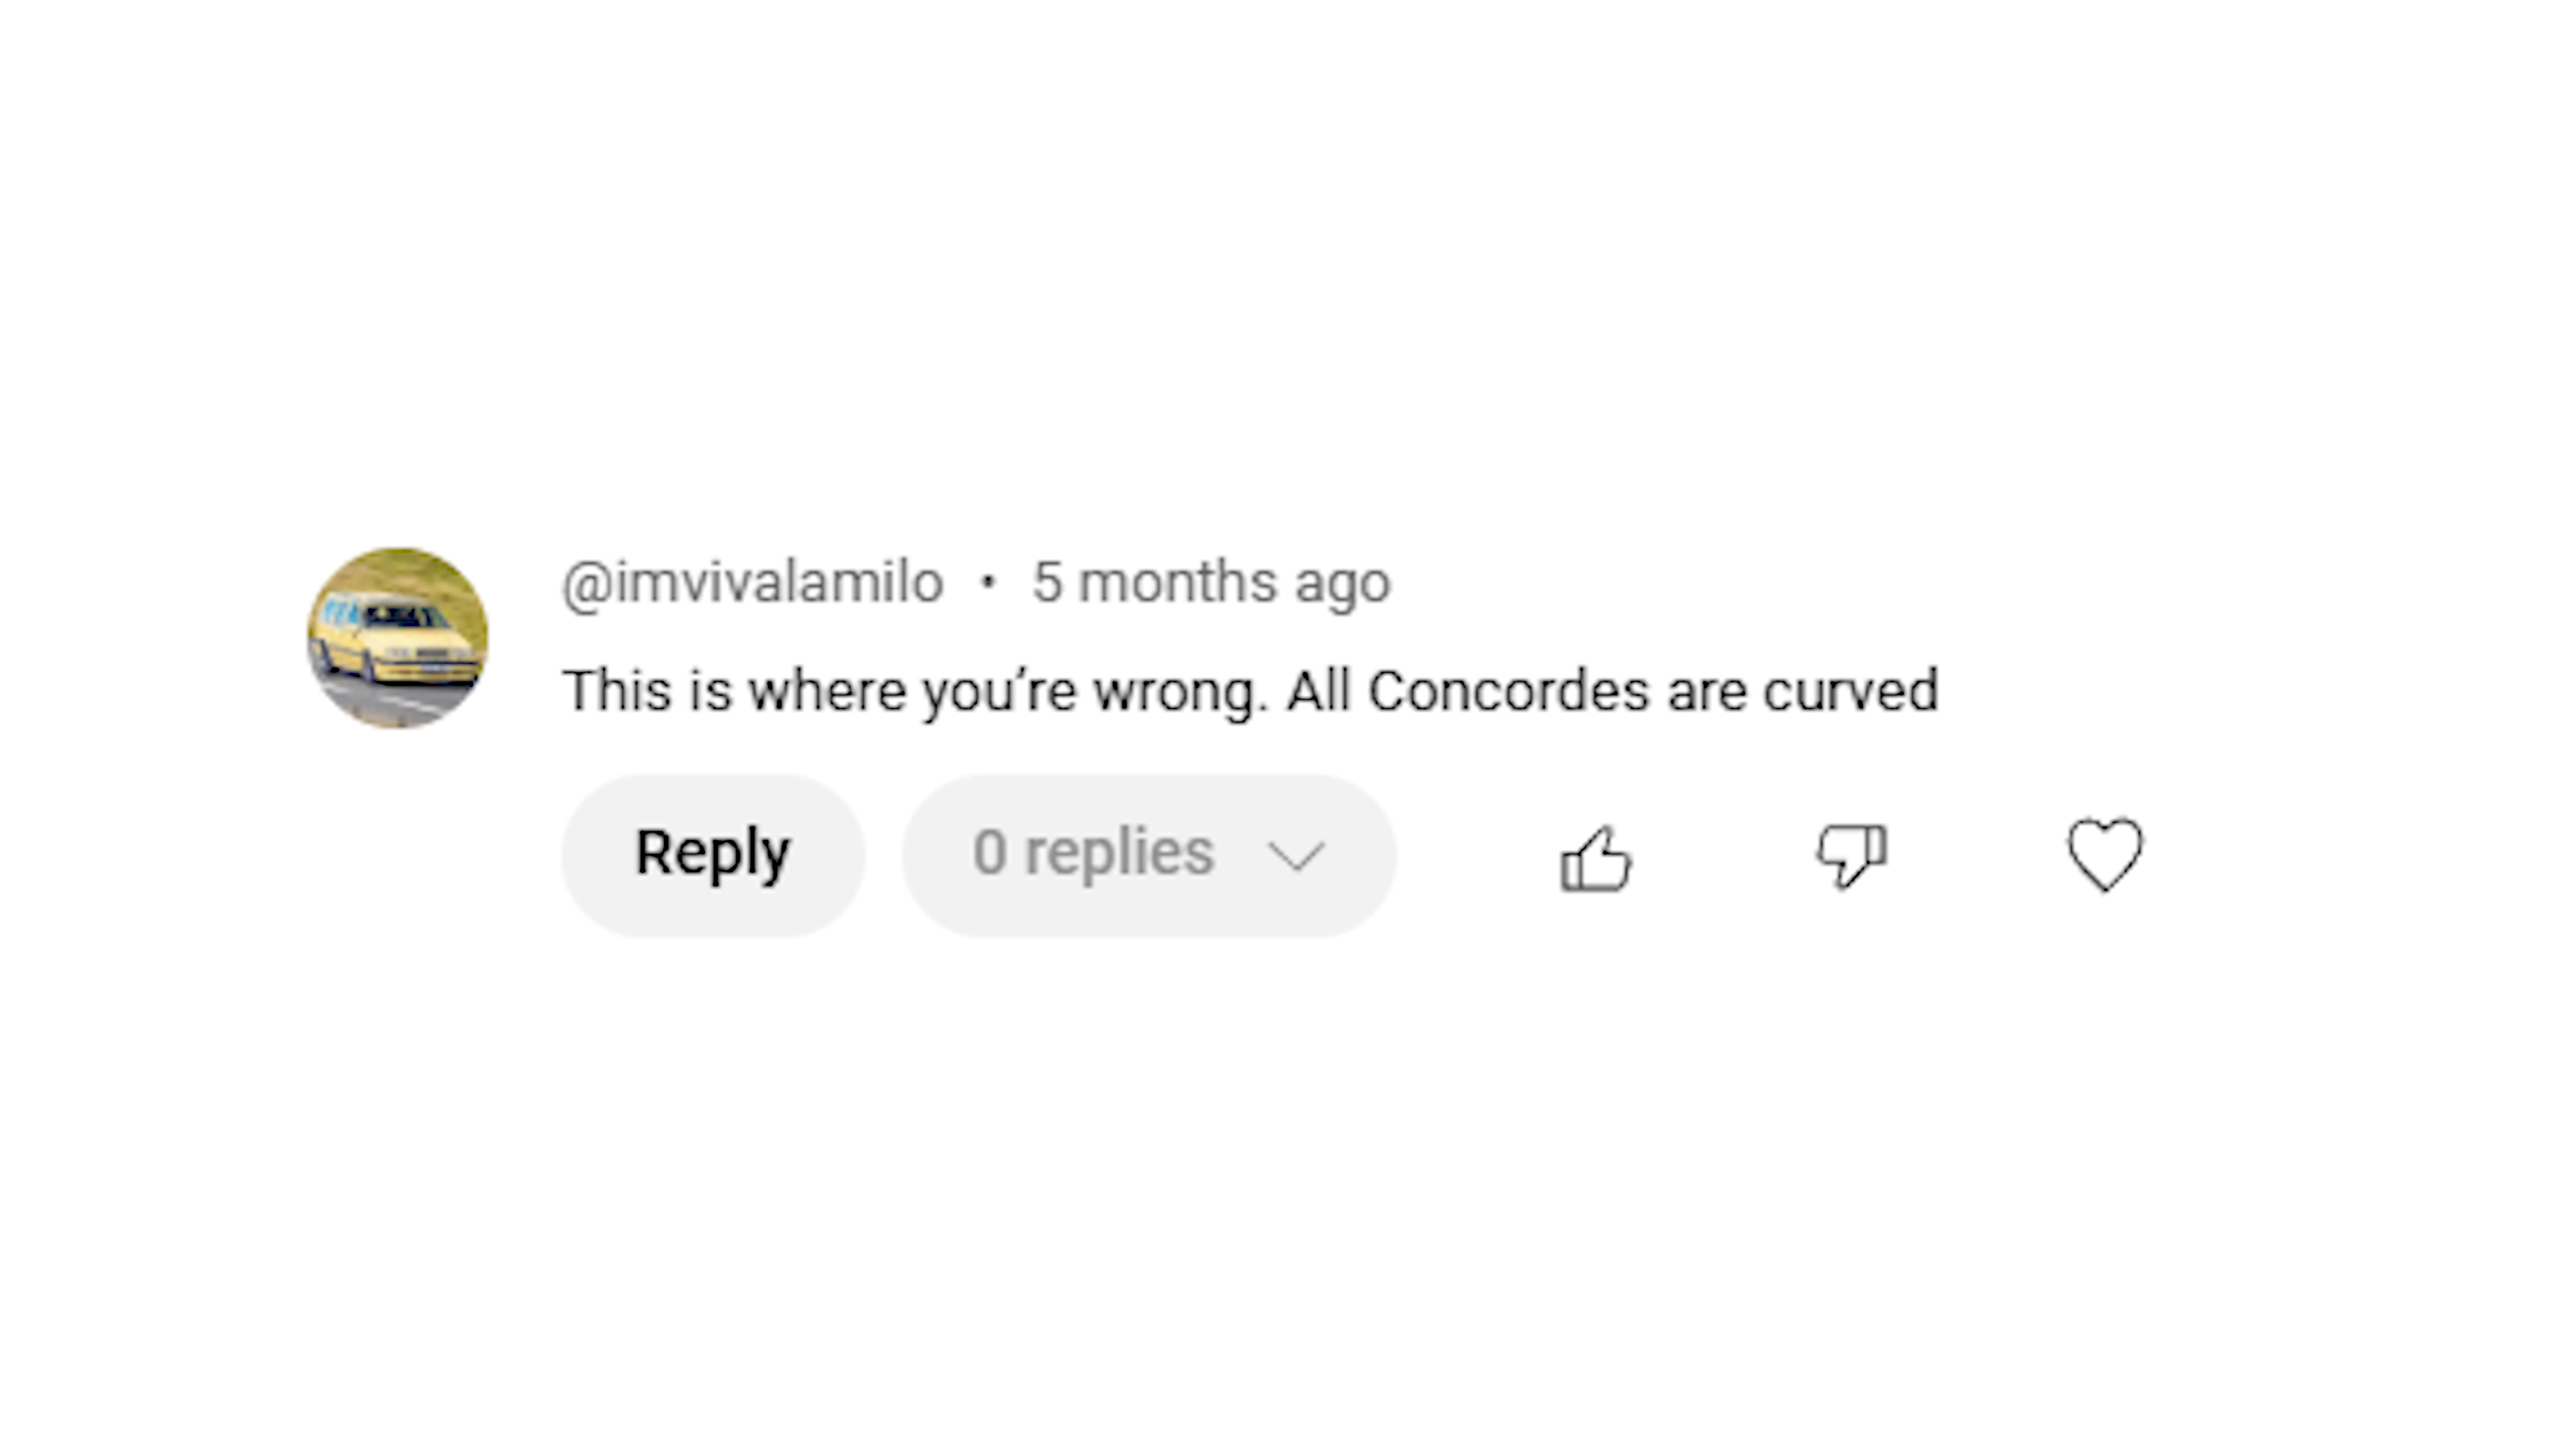 @imvivalamilo • 5 months ago
This is where you’re wrong. All Concordes are curved
Reply 0 replies